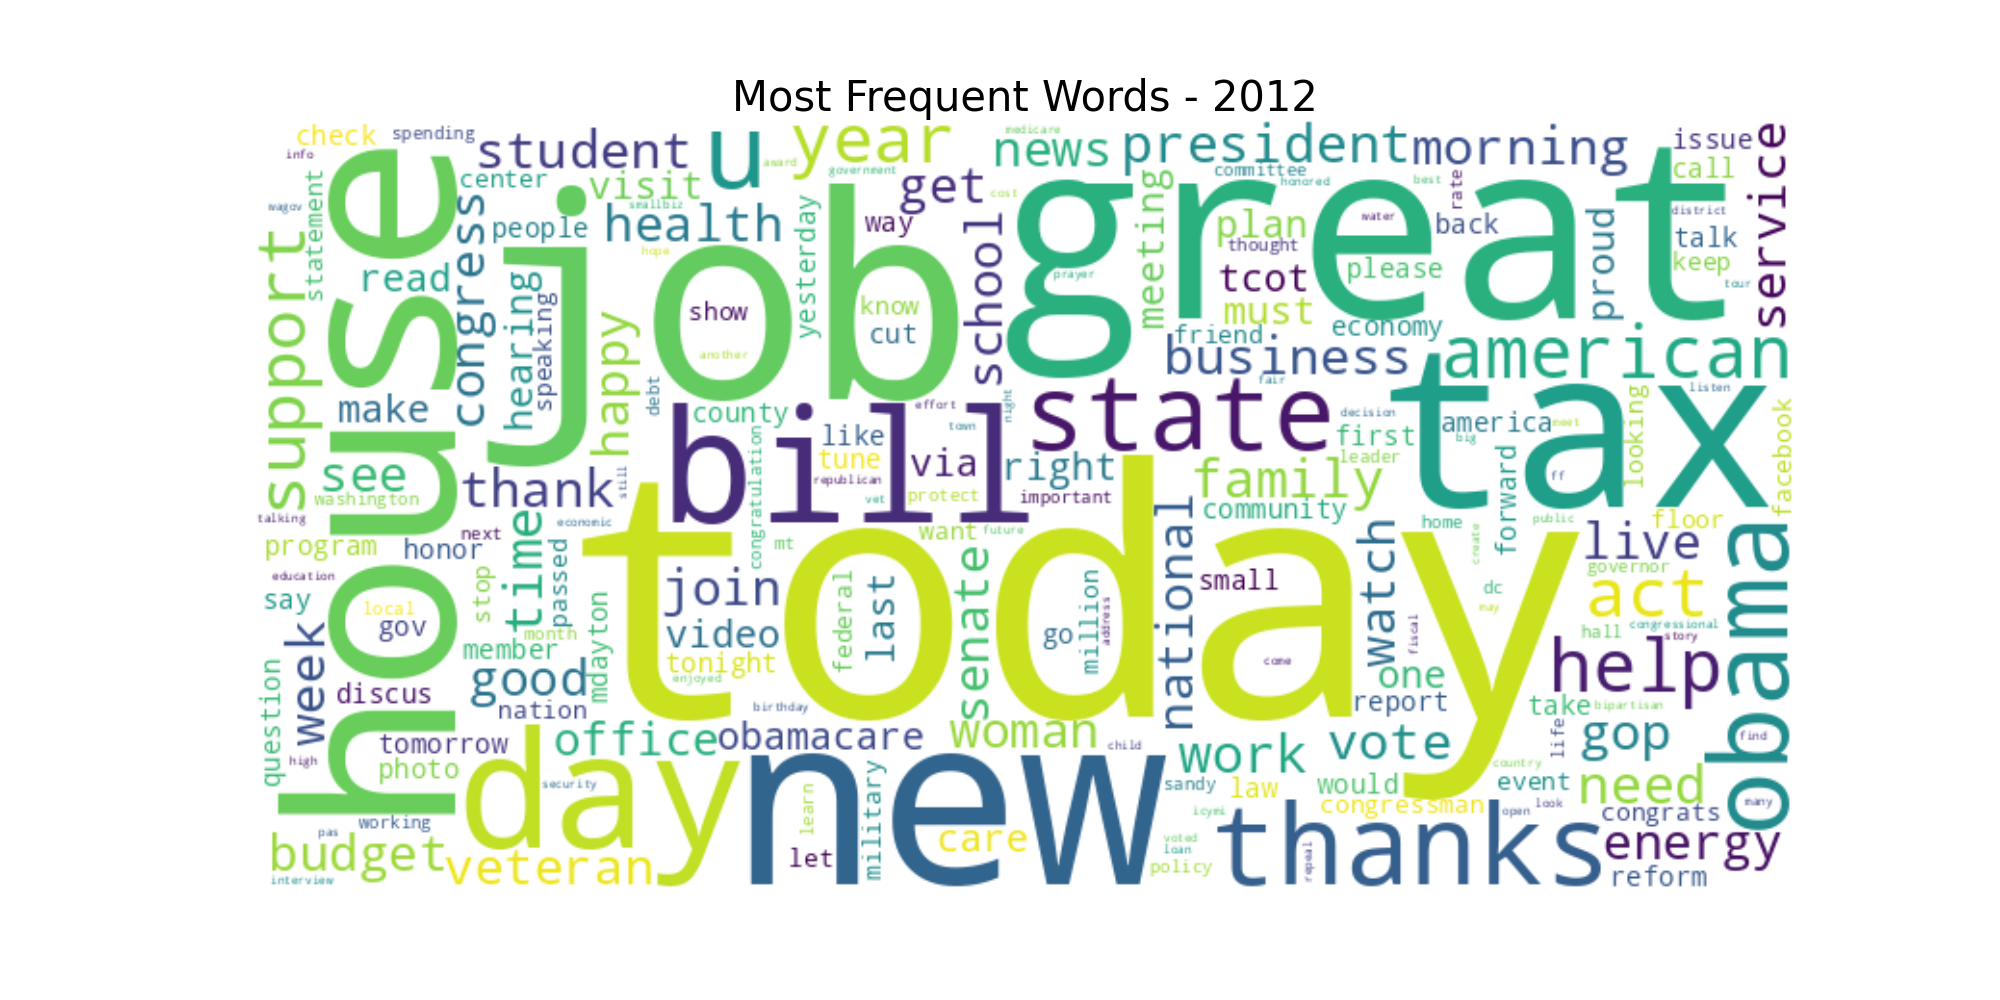 Most Frequent Words - 2012
check
spending
info
student
u
year
award
medicare
news
government
president
morning
issue
call
service
house
center
visit
smallbiz
get
cost
committee
honored
best
rate
great
wagov
statement
support
congress
people
health
job
hope
yesterday
way
school
meeting
plan
thought
water
back
proud
district
talk
keep
tour
read
hearing
speaking
happy
show
know
cut
another
prayer
tcot
must
please
economy
friend
business
fair
american
listen
make
debt
county
congratulation
bill
like
tune
republican
vet
effort
town
via
protect
night
state
right
important
decision
first
leader
america
meet
big
tax
ff
looking
facebook
see
washington
thank
still
family
community
forward
talking
program
honor
next
economic
time
passed
today
mt
want
future
senate
national
home
create
public
floor
live
governor
obama
education
say
local
gov
stop
month
member
mdayton
join
video
tonight
enjoyed
federal
last
go
million
address
small
come
watch
fiscal
one
report
dc
may
act
hall
congressional
story
help
question
week
discus
good
nation
birthday
take
bipartisan
high
tomorrow
photo
office
obamacare
woman
child
work
vote
country
life
gop
find
day
security
new
learn
military
sandy
law
would
event
need
many
pas
working
care
icymi
congressman
open
look
congrats
budget
veteran
let
voted
loan
policy
thanks
repeal
energy
reform
interview